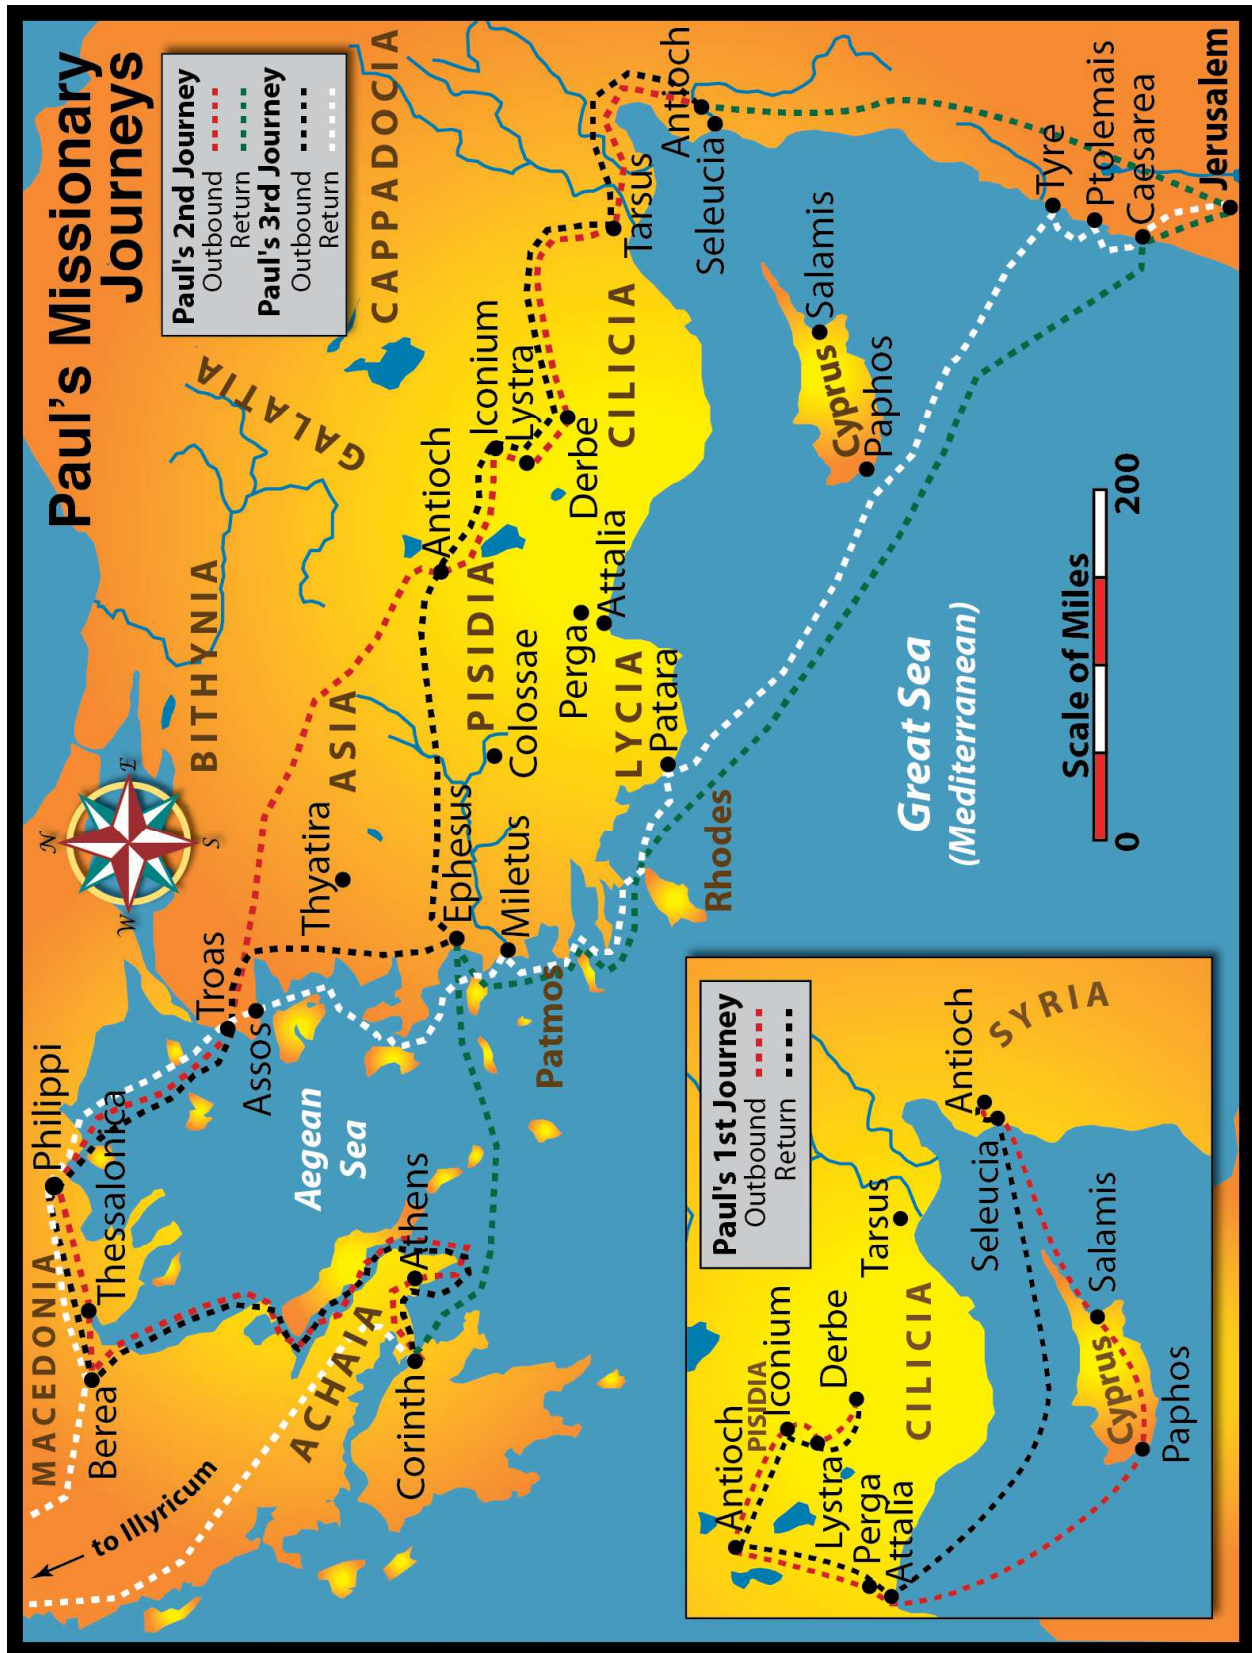 Paul's Missionary
Journeys
Paul's 2nd Journey
Outbound
Return
Paul's 3rd Journey
Outbound
Return
N
E
S
W
MACEDONIA
Philippi
Thessalonica
Berea
to Illyricum
ACHAIA
Corinth
Athens
Aegean
Sea
Troas
Assos
Thyatira
BITHYNIA
ASIA
GALATIA
CAPPADOCIA
Ephesus
Miletus
Patmos
Colossae
PISIDIA
Antioch
Iconium
Lystra
Derbe
CILICIA
Tarsus
Antioch
Seleucia
Perga
Attalia
LYCIA
Patara
Rhodes
Cyprus
Salamis
Paphos
Tyre
Ptolemais
Caesarea
Jerusalem
Great Sea
(Mediterranean)
Scale of Miles
0
200
Paul's 1st Journey
Outbound
Return
Antioch
PISIDIA
Iconium
Lystra
Derbe
Perga
Attalia
CILICIA
Tarsus
Antioch
Seleucia
SYRIA
Cyprus
Salamis
Paphos